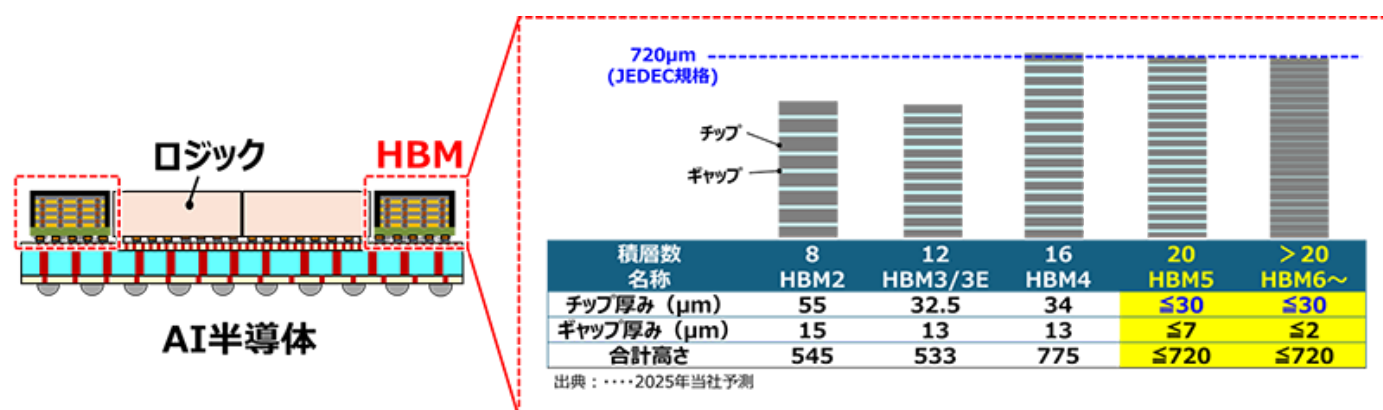 ロジック
HBM
AI半導体
720μm
(JEDEC規格)
チップ
ギャップ
積層数 8 12 16 20 ＞20
名称 HBM2 HBM3/3E HBM4 HBM5 HBM6～
チップ厚み（μm） 55 32.5 34 ≦30 ≦30
ギャップ厚み（μm） 15 13 13 ≦7 ≦2
合計高さ 545 533 775 ≦720 ≦720
出典：‥‥2025年当社予測